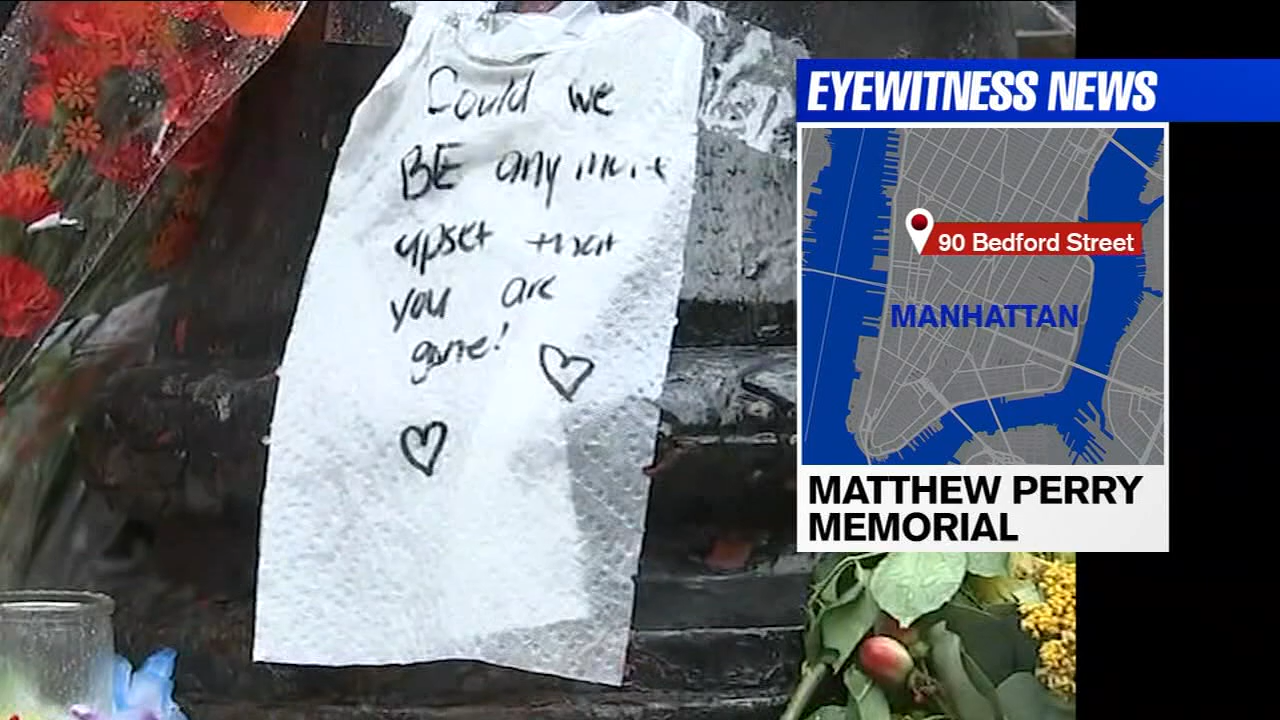 Could we
BE any more
upset that
you are
gone!
EYEWITNESS NEWS
90 Bedford Street
MANHATTAN
MATTHEW PERRY
MEMORIAL